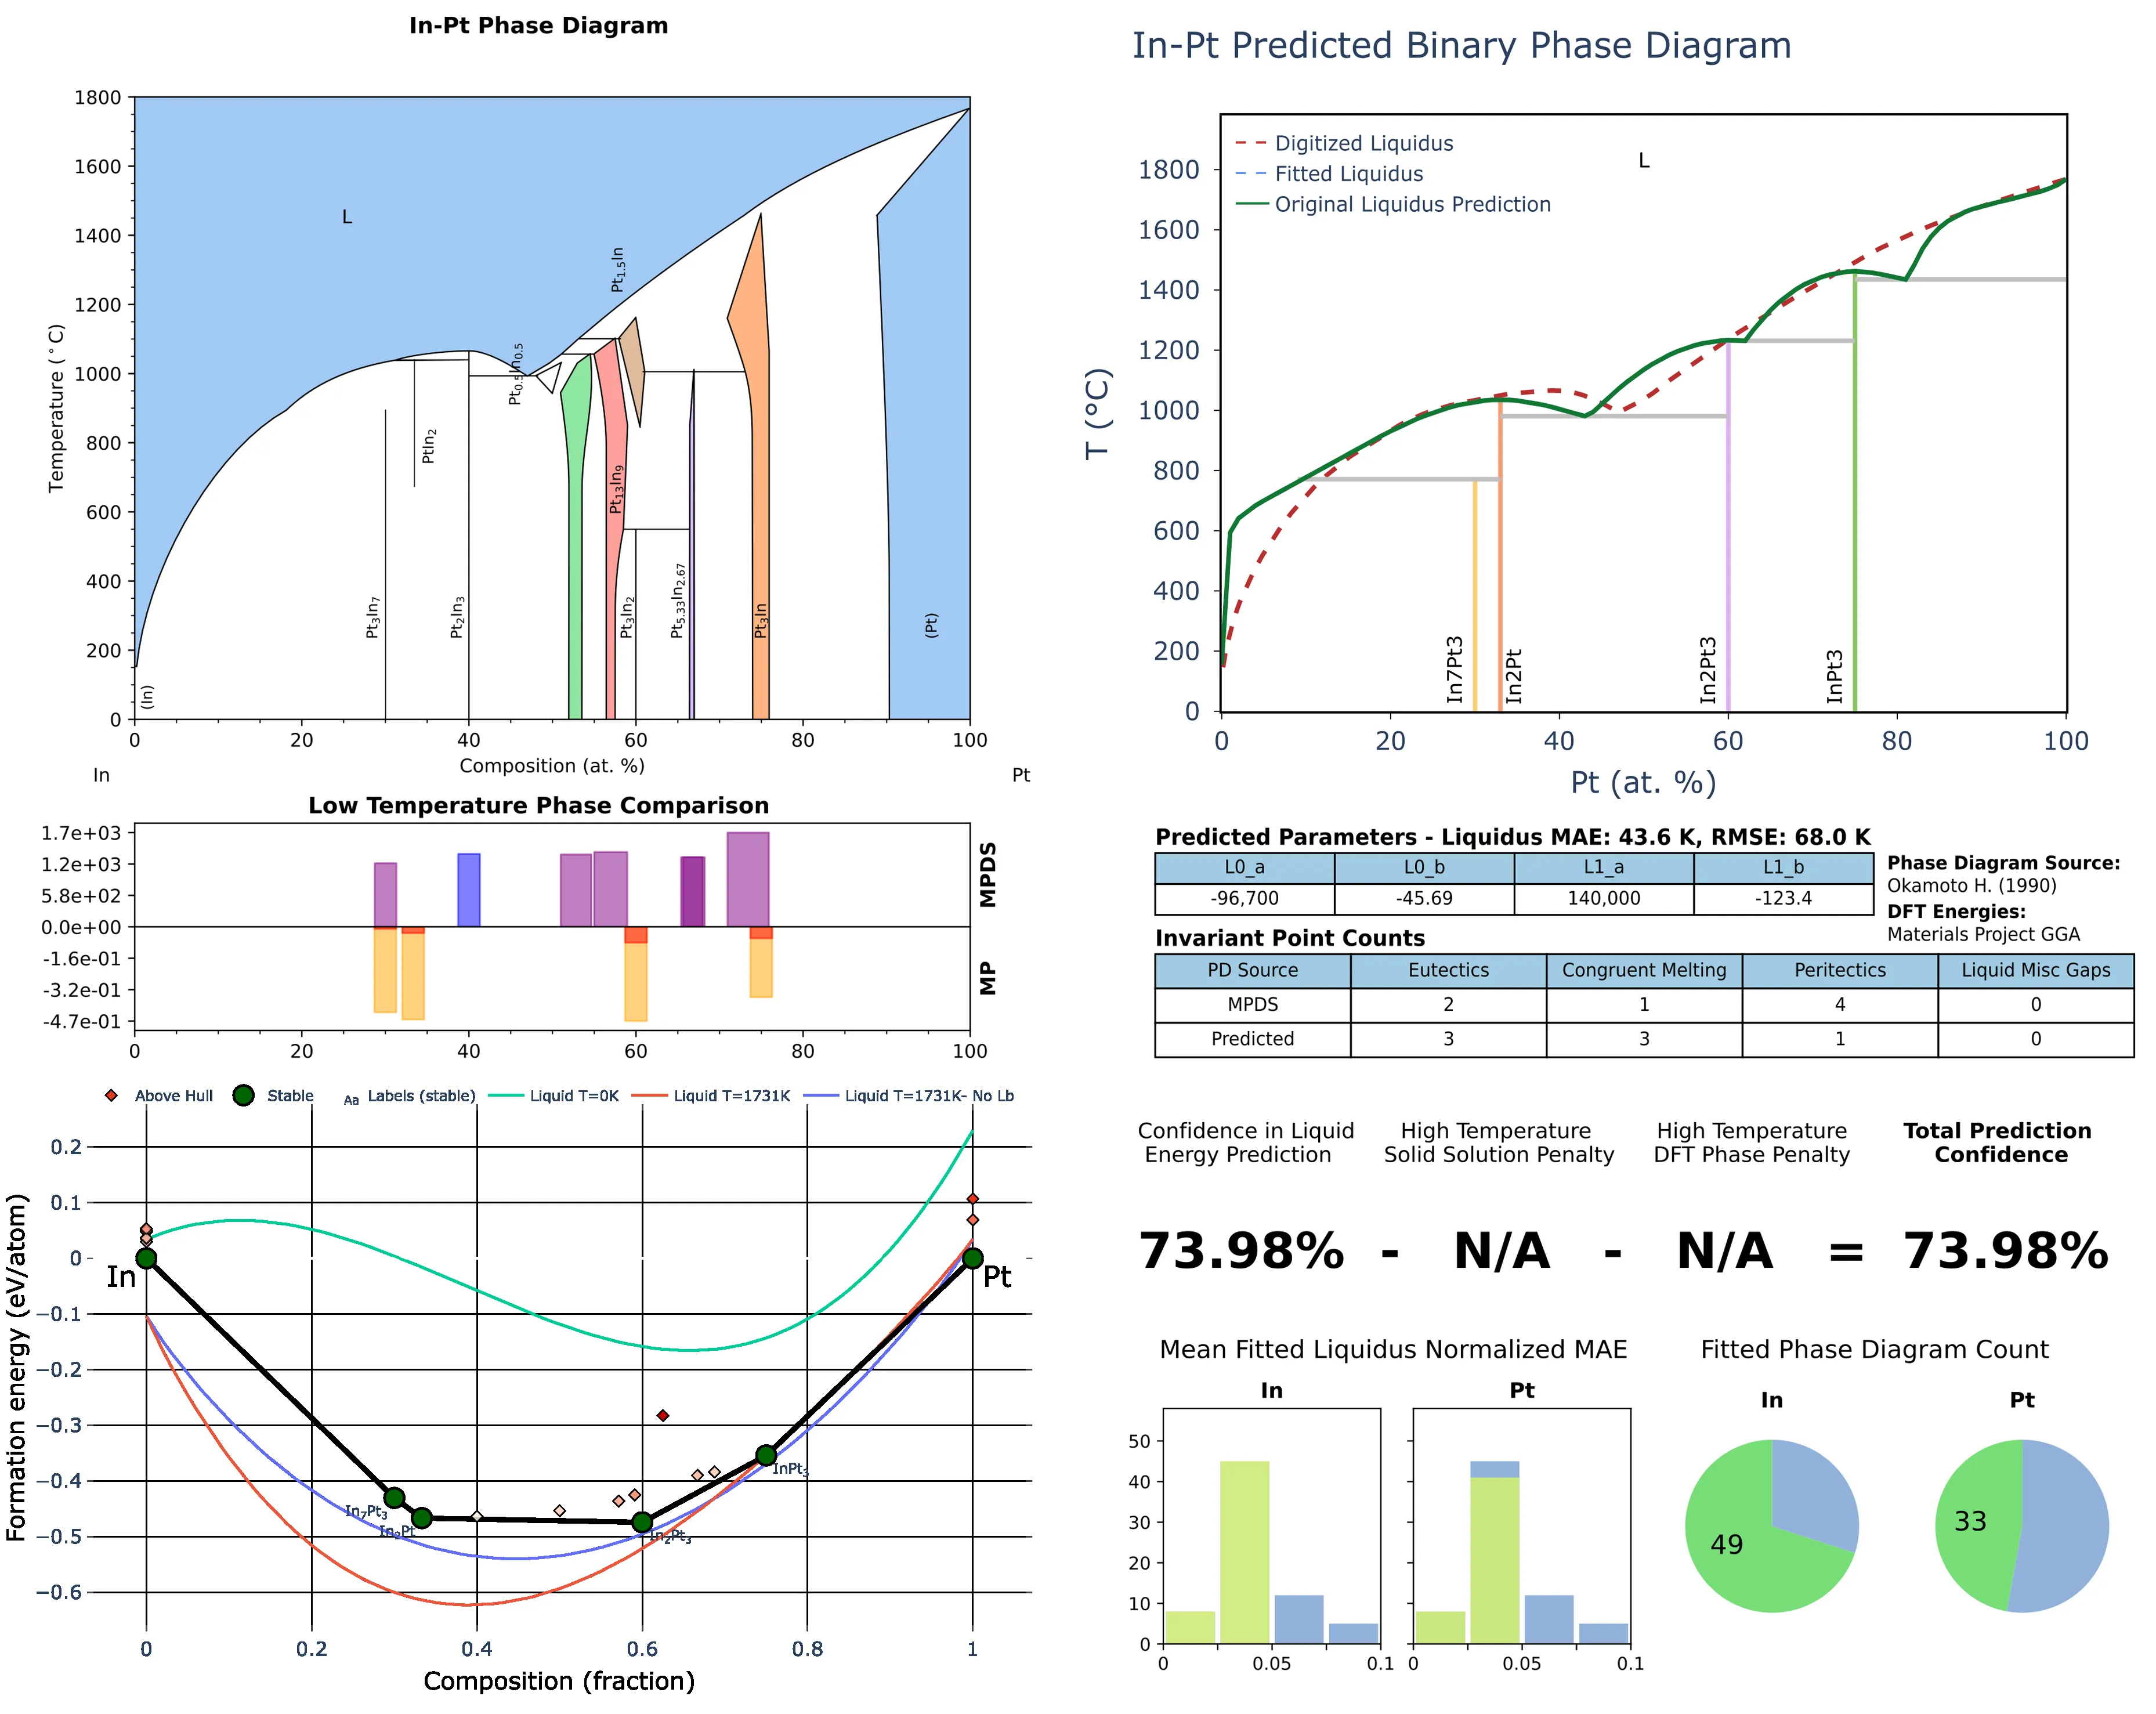 In-Pt Phase Diagram
1800
1600
1400
1200
1000
800
600
400
200
0
Temperature (°C)
L
Pt1.5In
Pt0.5In0.5
PtIn2
Pt13In9
Pt3In7
Pt2In3
Pt3In2
Pt5.33In2.67
Pt3In
(Pt)
(In)
0 20 40 60 80 100
Composition (at. %)
In Pt
In-Pt Predicted Binary Phase Diagram
Digitized Liquidus
Fitted Liquidus
Original Liquidus Prediction
L
1800
1600
1400
1200
1000
800
600
400
200
0
T (°C)
In7Pt3
In2Pt
In2Pt3
InPt3
0 20 40 60 80 100
Pt (at. %)
Low Temperature Phase Comparison
1.7e+03
1.2e+03
5.8e+02
0.0e+00
-1.6e-01
-3.2e-01
-4.7e-01
MPDS
MP
0 20 40 60 80 100
Predicted Parameters - Liquidus MAE: 43.6 K, RMSE: 68.0 K
L0_a L0_b L1_a L1_b
-96,700 -45.69 140,000 -123.4
Phase Diagram Source:
Okamoto H. (1990)
DFT Energies:
Materials Project GGA
Invariant Point Counts
PD Source Eutectics Congruent Melting Peritectics Liquid Misc Gaps
MPDS 2 1 4 0
Predicted 3 3 1 0
Above Hull Stable Aa Labels (stable) Liquid T=0K Liquid T=1731K Liquid T=1731K- No Lb
0.2
0.1
0
−0.1
−0.2
−0.3
−0.4
−0.5
−0.6
Formation energy (eV/atom)
In
Pt
InPt3
In7Pt3
In2Pt
In2Pt3
0 0.2 0.4 0.6 0.8 1
Composition (fraction)
Confidence in Liquid
Energy Prediction
High Temperature
Solid Solution Penalty
High Temperature
DFT Phase Penalty
Total Prediction
Confidence
73.98% - N/A - N/A = 73.98%
Mean Fitted Liquidus Normalized MAE
In Pt
50
40
30
20
10
0
0 0.05 0.1 0 0.05 0.1
Fitted Phase Diagram Count
In Pt
49 33